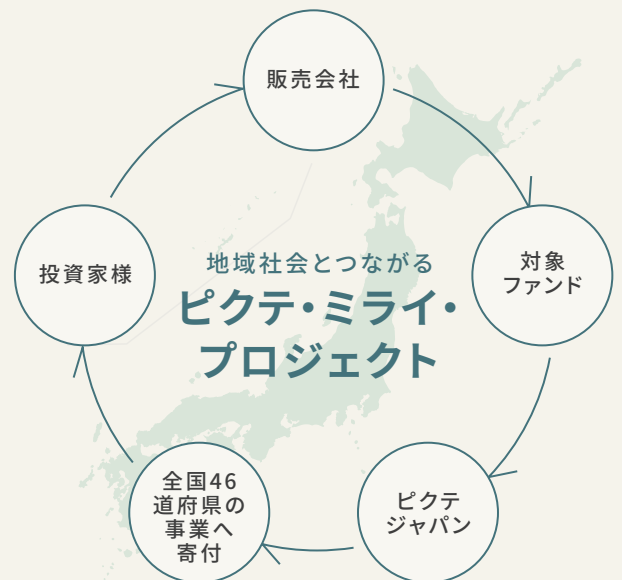 販売会社
対象
ファンド
投資家様
地域社会とつながる
ピクテ・ミライ・
プロジェクト
全国46
道府県の
事業へ
寄付
ピクテ
ジャパン